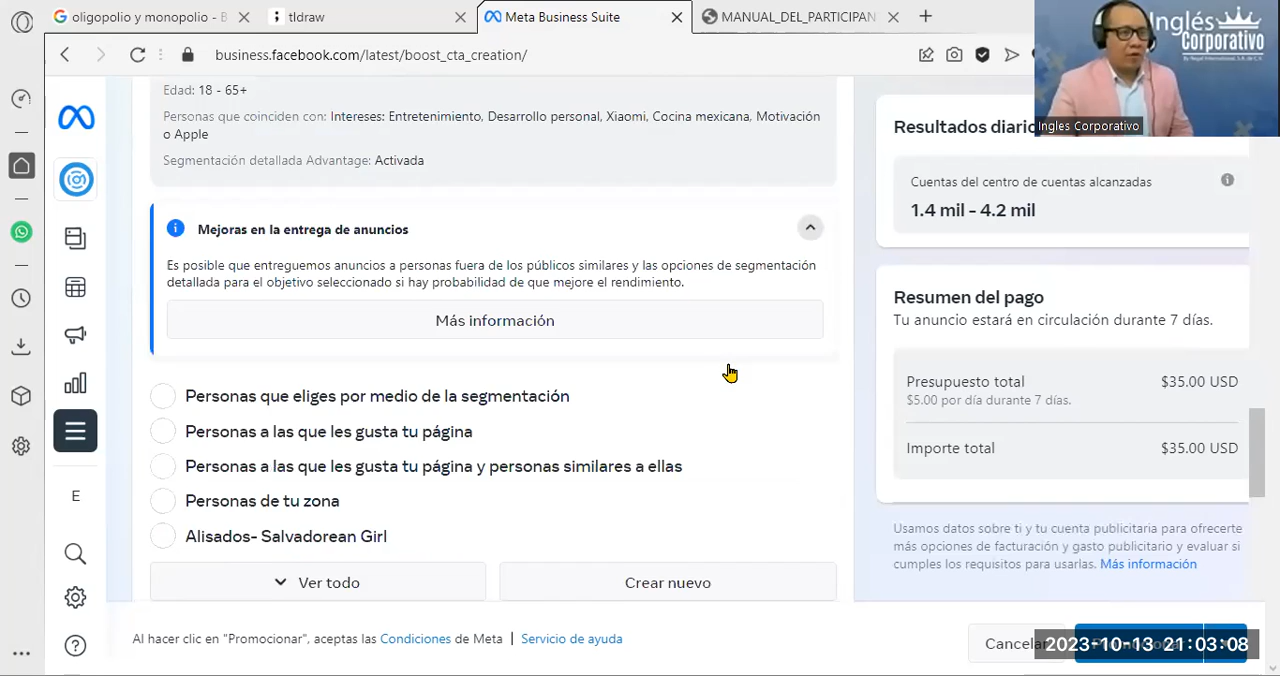 oligopolio y monopolio - B
tldraw
Meta Business Suite
MANUAL_DEL_PARTICIPAN
business.facebook.com/latest/boost_cta_creation/
Inglés
Corporativo
Ingles Corporativo
Edad: 18 - 65+
Personas que coinciden con: Intereses: Entretenimiento, Desarrollo personal, Xiaomi, Cocina mexicana, Motivación
o Apple
Segmentación detallada Advantage: Activada
Mejoras en la entrega de anuncios
Es posible que entreguemos anuncios a personas fuera de los públicos similares y las opciones de segmentación
detallada para el objetivo seleccionado si hay probabilidad de que mejore el rendimiento.
Más información
Personas que eliges por medio de la segmentación
Personas a las que les gusta tu página
Personas a las que les gusta tu página y personas similares a ellas
Personas de tu zona
Alisados- Salvadorean Girl
Ver todo
Crear nuevo
E
Resultados diario
Cuentas del centro de cuentas alcanzadas
1.4 mil - 4.2 mil
Resumen del pago
Tu anuncio estará en circulación durante 7 días.
Presupuesto total $35.00 USD
$5.00 por día durante 7 días.
Importe total $35.00 USD
Usamos datos sobre ti y tu cuenta publicitaria para ofrecerte
más opciones de facturación y gasto publicitario y evaluar si
cumples los requisitos para usarlas. Más información
Al hacer clic en "Promocionar", aceptas las Condiciones de Meta | Servicio de ayuda
Cancelar
2023-10-13 21:03:08